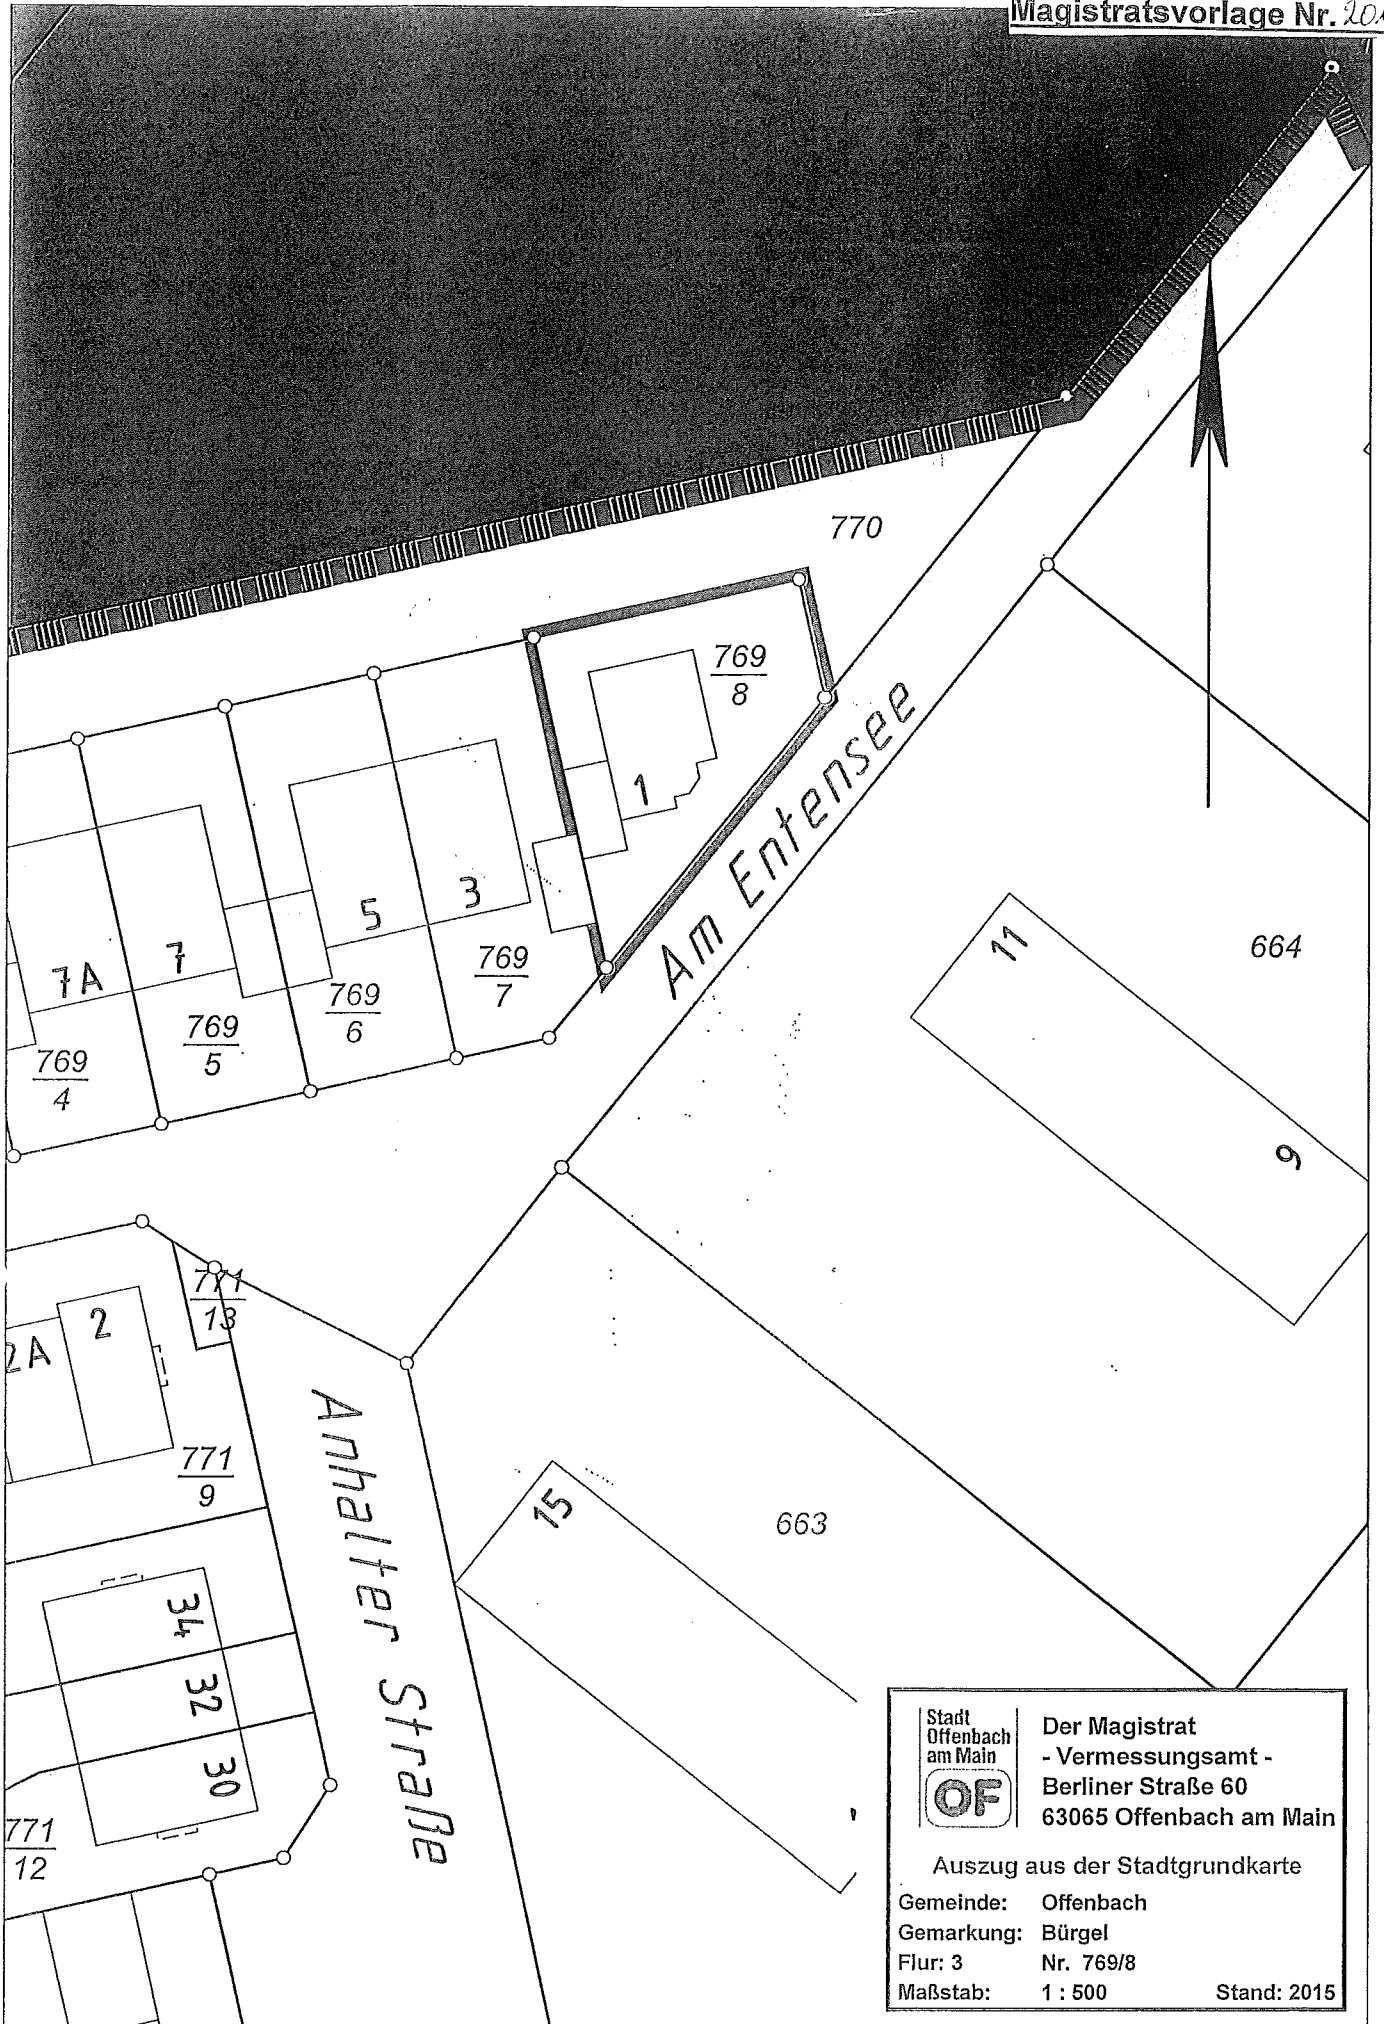 Magistratsvorlage Nr.
770
769
8
1
Am Entensee
3
5
7
7A
769
7
769
6
769
5
769
4
11
664
9
771
13
2
2A
771
9
Anhalter Straße
15
663
34
32
30
771
12
Stadt
Offenbach
am Main
OF
Der Magistrat
- Vermessungsamt -
Berliner Straße 60
63065 Offenbach am Main
Auszug aus der Stadtgrundkarte
Gemeinde: Offenbach
Gemarkung: Bürgel
Flur: 3 Nr. 769/8
Maßstab: 1 : 500 Stand: 2015